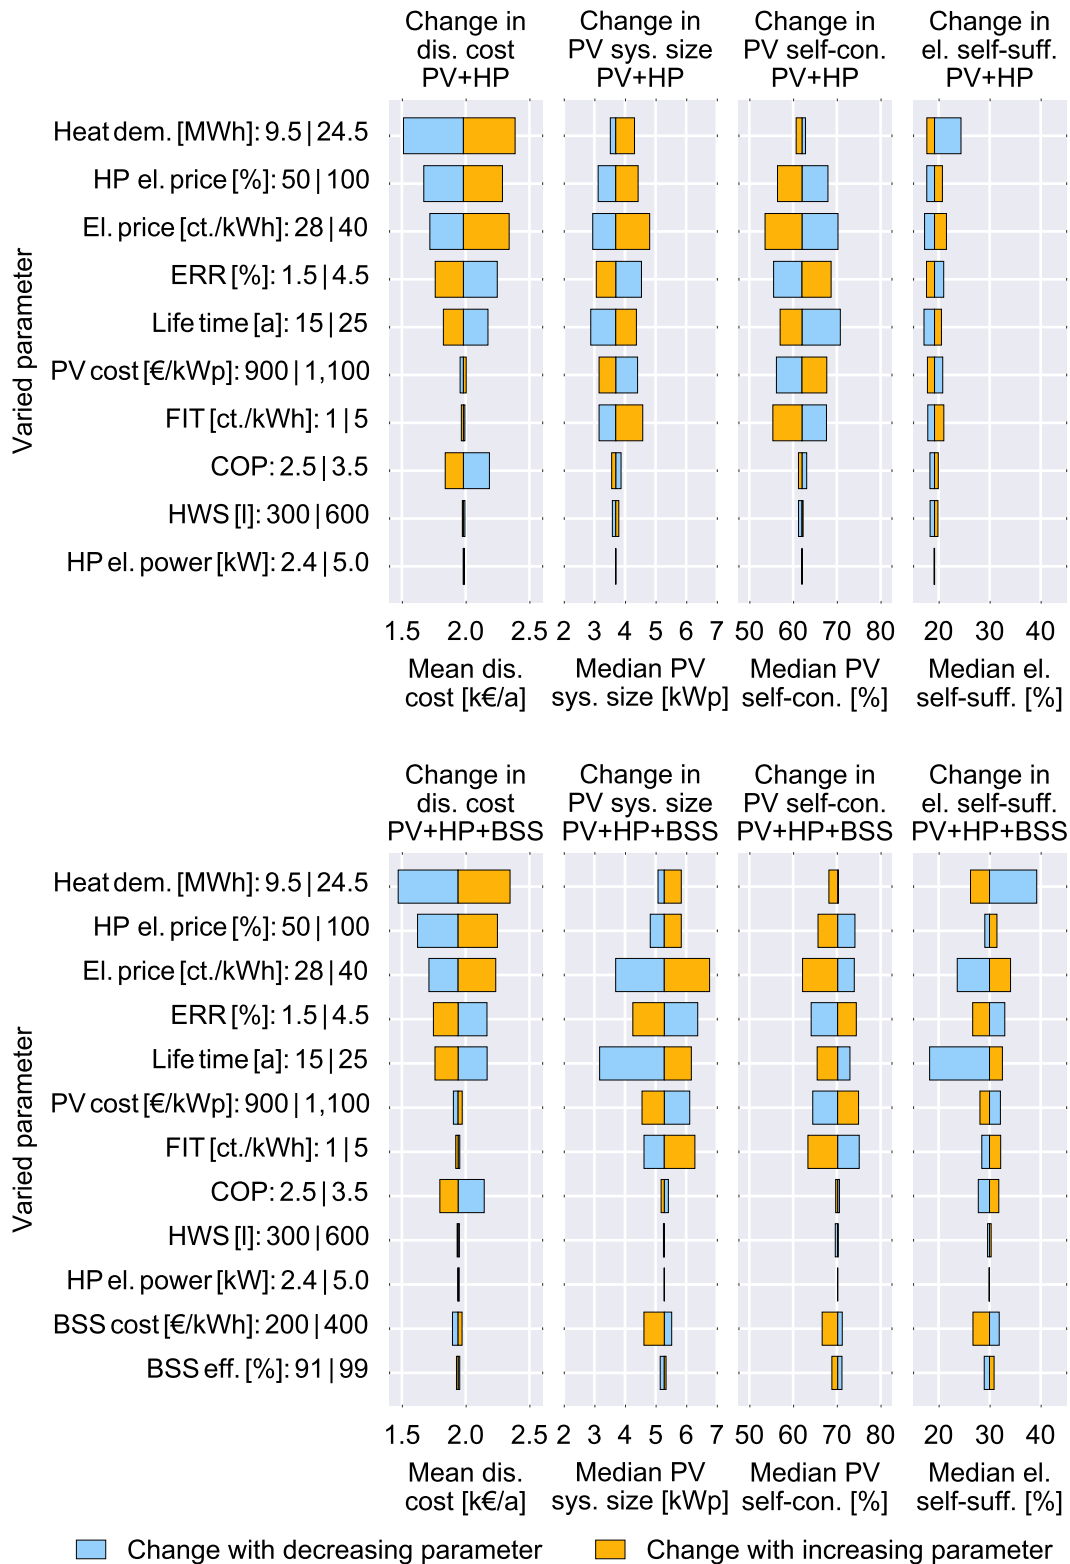 Change in
dis. cost
PV+HP
Change in
PV sys. size
PV+HP
Change in
PV self-con.
PV+HP
Change in
el. self-suff.
PV+HP
Varied parameter
Heat dem. [MWh]: 9.5 | 24.5
HP el. price [%]: 50 | 100
El. price [ct./kWh]: 28 | 40
ERR [%]: 1.5 | 4.5
Life time [a]: 15 | 25
PV cost [€/kWp]: 900 | 1,100
FIT [ct./kWh]: 1 | 5
COP: 2.5 | 3.5
HWS [l]: 300 | 600
HP el. power [kW]: 2.4 | 5.0
1.5 2.0 2.5
2 3 4 5 6 7
50 60 70 80
20 30 40
Mean dis.
cost [k€/a]
Median PV
sys. size [kWp]
Median PV
self-con. [%]
Median el.
self-suff. [%]
Change in
dis. cost
PV+HP+BSS
Change in
PV sys. size
PV+HP+BSS
Change in
PV self-con.
PV+HP+BSS
Change in
el. self-suff.
PV+HP+BSS
Varied parameter
Heat dem. [MWh]: 9.5 | 24.5
HP el. price [%]: 50 | 100
El. price [ct./kWh]: 28 | 40
ERR [%]: 1.5 | 4.5
Life time [a]: 15 | 25
PV cost [€/kWp]: 900 | 1,100
FIT [ct./kWh]: 1 | 5
COP: 2.5 | 3.5
HWS [l]: 300 | 600
HP el. power [kW]: 2.4 | 5.0
BSS cost [€/kWh]: 200 | 400
BSS eff. [%]: 91 | 99
1.5 2.0 2.5
2 3 4 5 6 7
50 60 70 80
20 30 40
Mean dis.
cost [k€/a]
Median PV
sys. size [kWp]
Median PV
self-con. [%]
Median el.
self-suff. [%]
Change with decreasing parameter
Change with increasing parameter